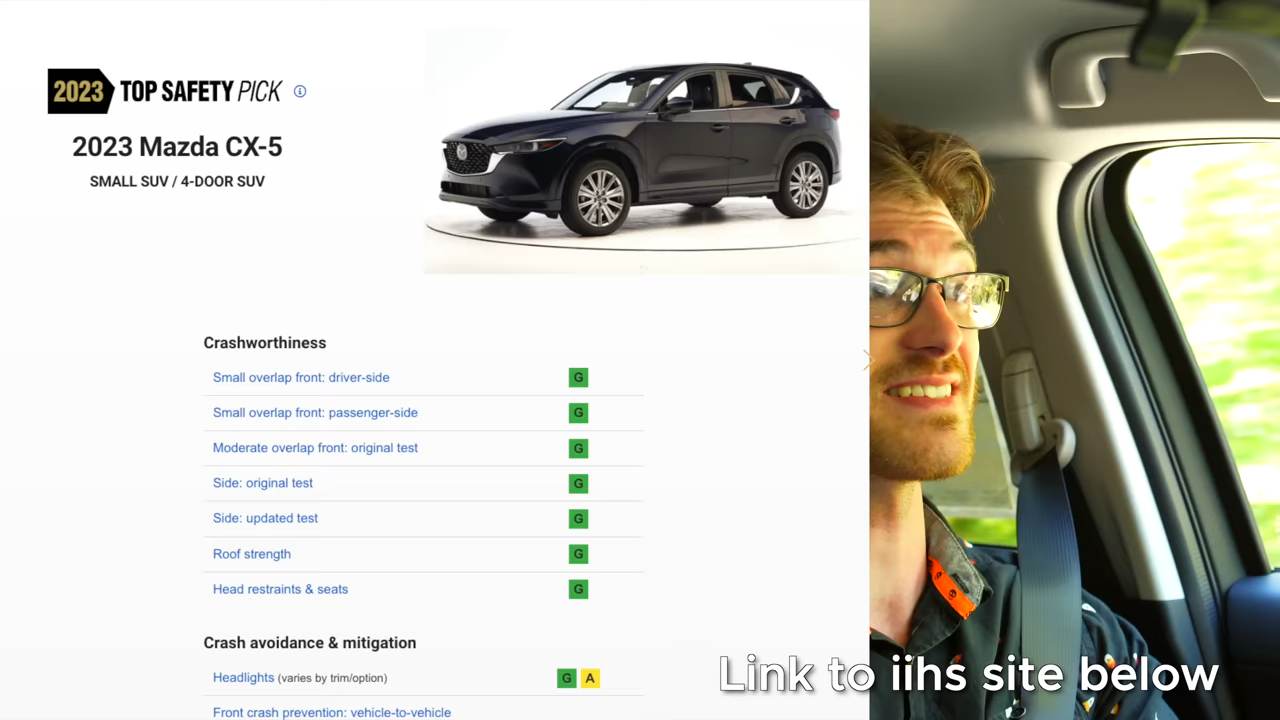 2023 TOP SAFETY PICK
2023 Mazda CX-5
SMALL SUV / 4-DOOR SUV
Crashworthiness
Small overlap front: driver-side G
Small overlap front: passenger-side G
Moderate overlap front: original test G
Side: original test G
Side: updated test G
Roof strength G
Head restraints & seats G
Crash avoidance & mitigation
Headlights (varies by trim/option) G A
Front crash prevention: vehicle-to-vehicle
Link to iihs site below